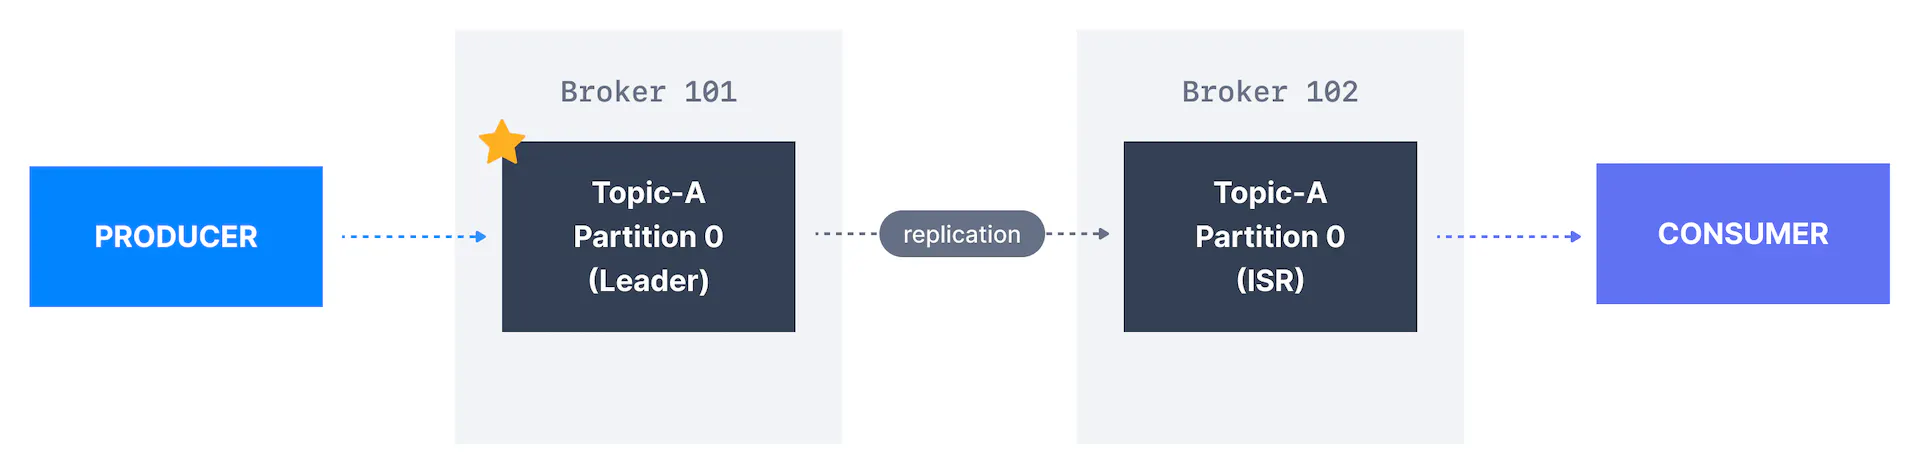 PRODUCER
Broker 101
Topic-A
Partition 0
(Leader)
replication
Broker 102
Topic-A
Partition 0
(ISR)
CONSUMER